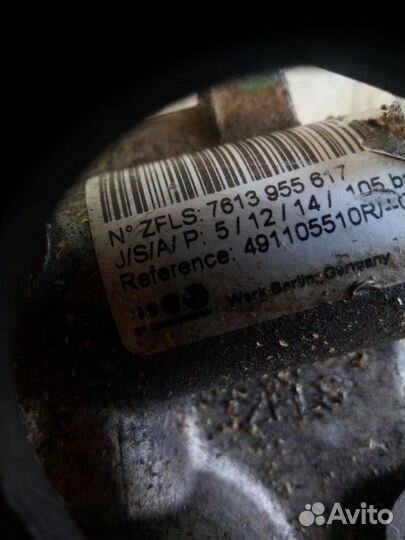 N° ZFLS: 7613 955 617
J/S/A/ P: 5 / 12 / 14 / 105 b
Reference: 491105510R/-
Werk Berlin, Germany
ZFLS
Avito